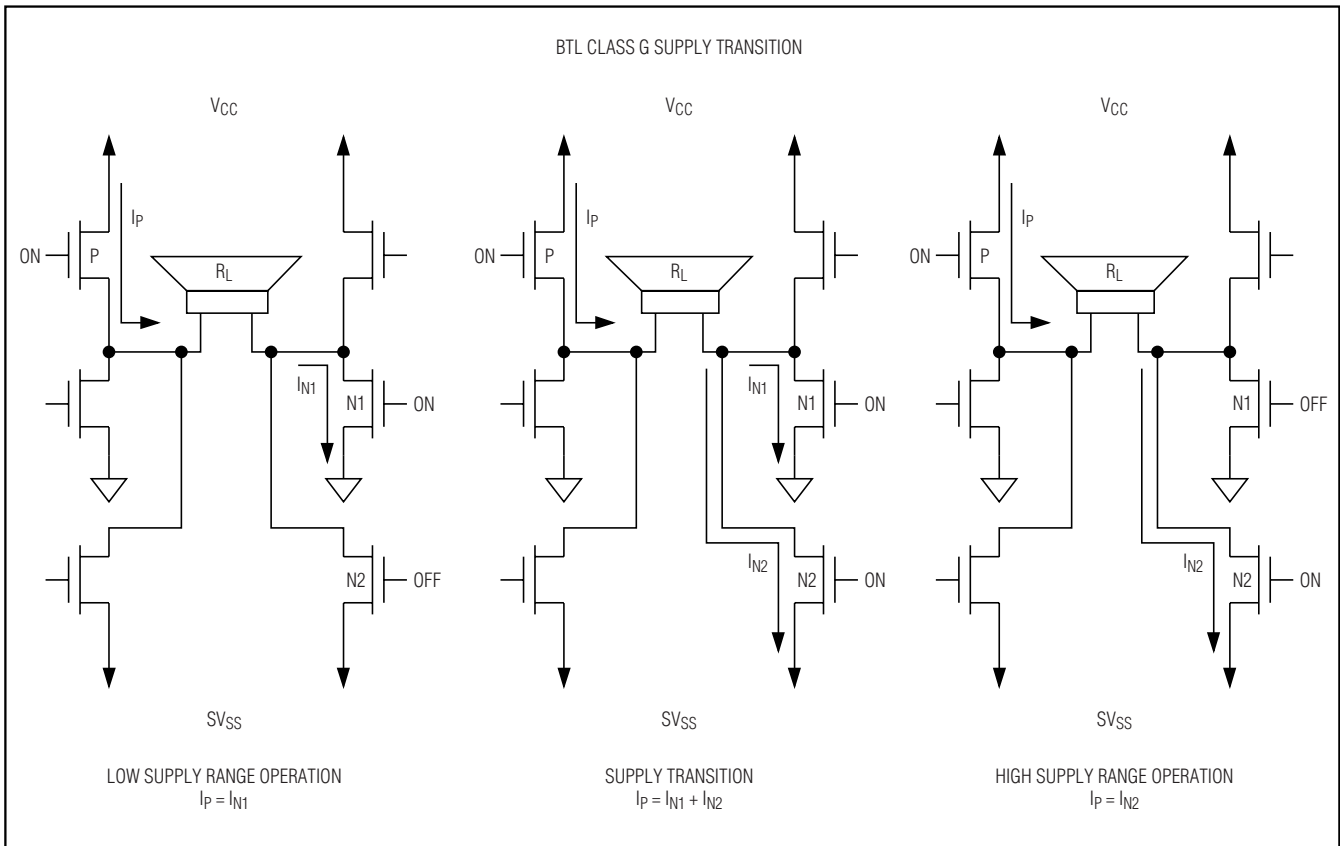 BTL CLASS G SUPPLY TRANSITION
VCC
VCC
VCC
IP
IP
IP
ON
P
RL
ON
P
RL
ON
P
RL
IN1
N1
ON
IN1
N1
ON
N1
OFF
IN2
IN2
N2
OFF
N2
ON
N2
ON
SVSS
SVSS
SVSS
LOW SUPPLY RANGE OPERATION
IP = IN1
SUPPLY TRANSITION
IP = IN1 + IN2
HIGH SUPPLY RANGE OPERATION
IP = IN2